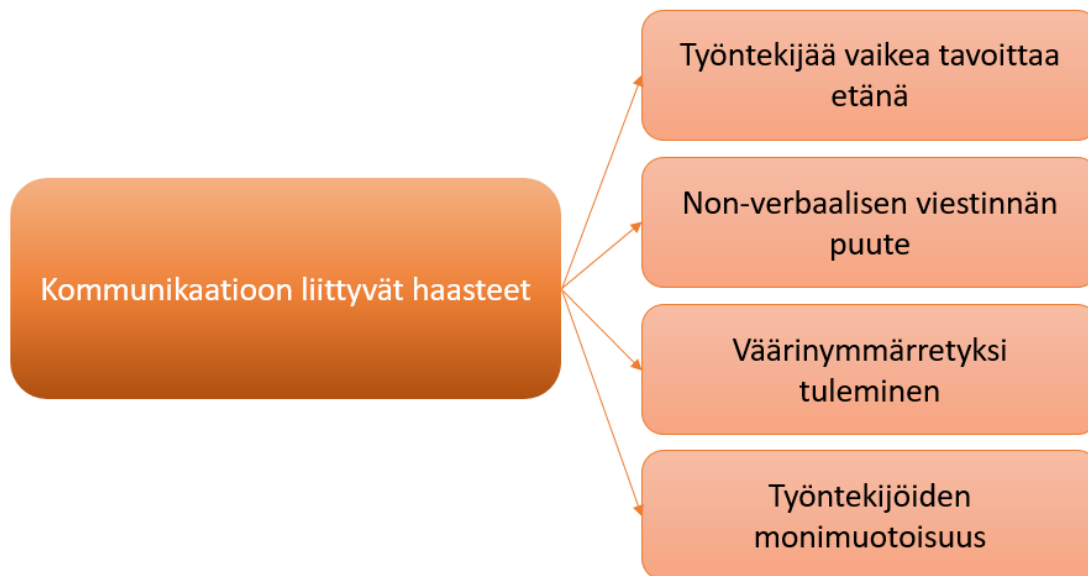 Kommunikaatioon liittyvät haasteet
Työntekijää vaikea tavoittaa
etänä
Non-verbaalisen viestinnän
puute
Väärinymmärretyksi
tuleminen
Työntekijöiden
monimuotoisuus